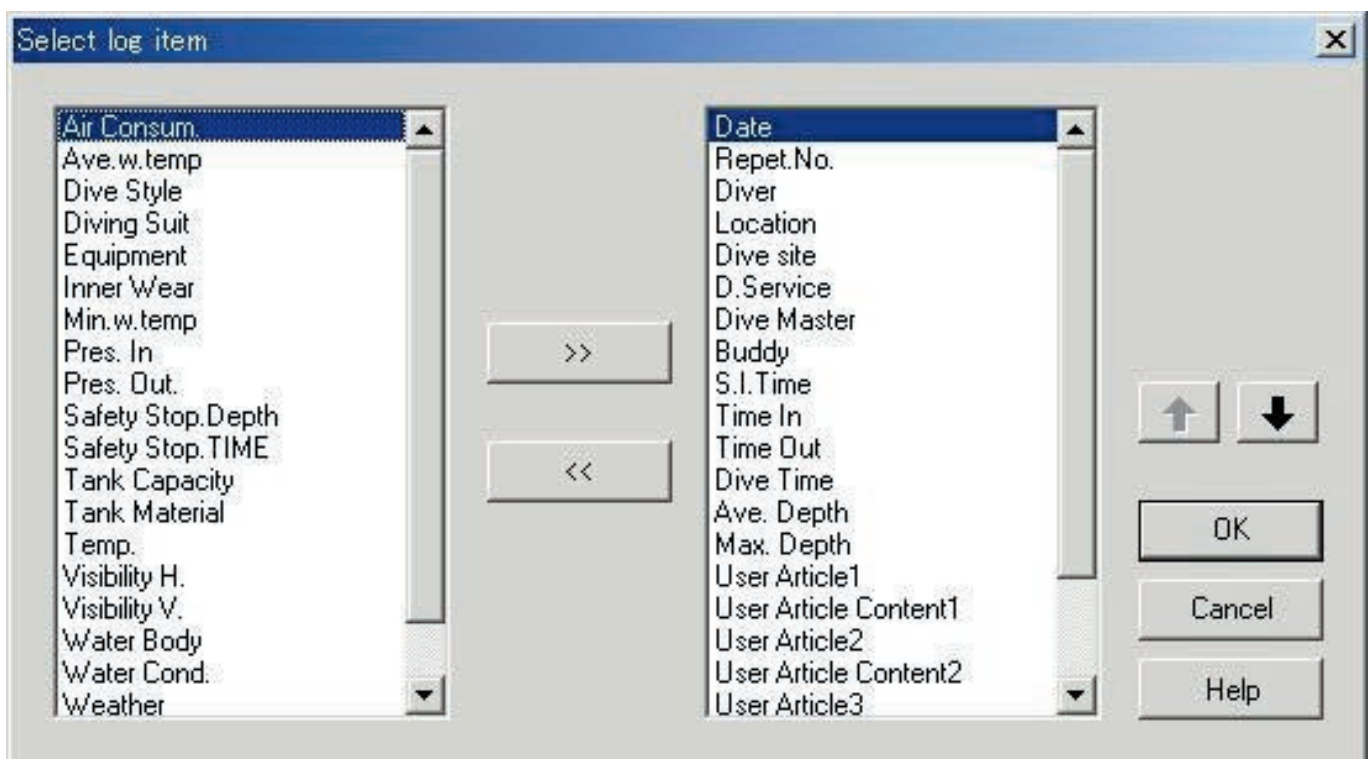 Select log item
Air Consum.
Ave.w.temp
Dive Style
Diving Suit
Equipment
Inner Wear
Min.w.temp
Pres. In
Pres. Out.
Safety Stop.Depth
Safety Stop.TIME
Tank Capacity
Tank Material
Temp.
Visibility H.
Visibility V.
Water Body
Water Cond.
Weather
>>
<<
Date
Repet.No.
Diver
Location
Dive site
D.Service
Dive Master
Buddy
S.I.Time
Time In
Time Out
Dive Time
Ave. Depth
Max. Depth
User Article1
User Article Content1
User Article2
User Article Content2
User Article3
OK
Cancel
Help